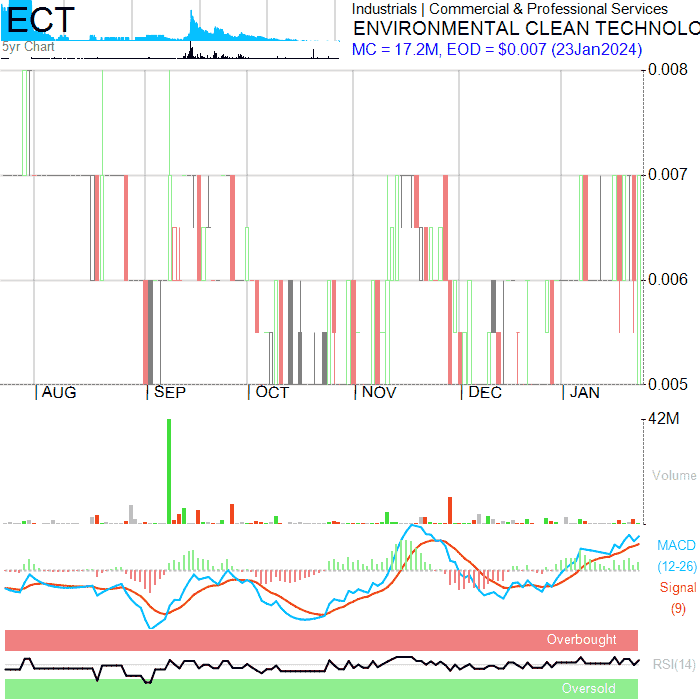 ECT
5yr Chart
Industrials | Commercial & Professional Services
ENVIRONMENTAL CLEAN TECHNOLO
MC = 17.2M, EOD = $0.007 (23Jan2024)
0.008
0.007
0.006
0.005
AUG SEP OCT NOV DEC JAN
42M
Volume
MACD
(12-26)
Signal
(9)
Overbought
RSI(14)
Oversold